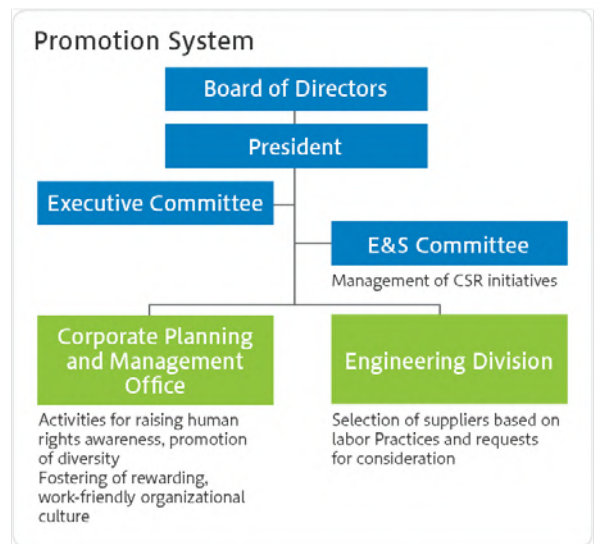 Promotion System
Board of Directors
President
Executive Committee
E&S Committee
Management of CSR initiatives
Corporate Planning
and Management
Office
Activities for raising human
rights awareness, promotion
of diversity
Fostering of rewarding,
work-friendly organizational
culture
Engineering Division
Selection of suppliers based on
labor Practices and requests
for consideration